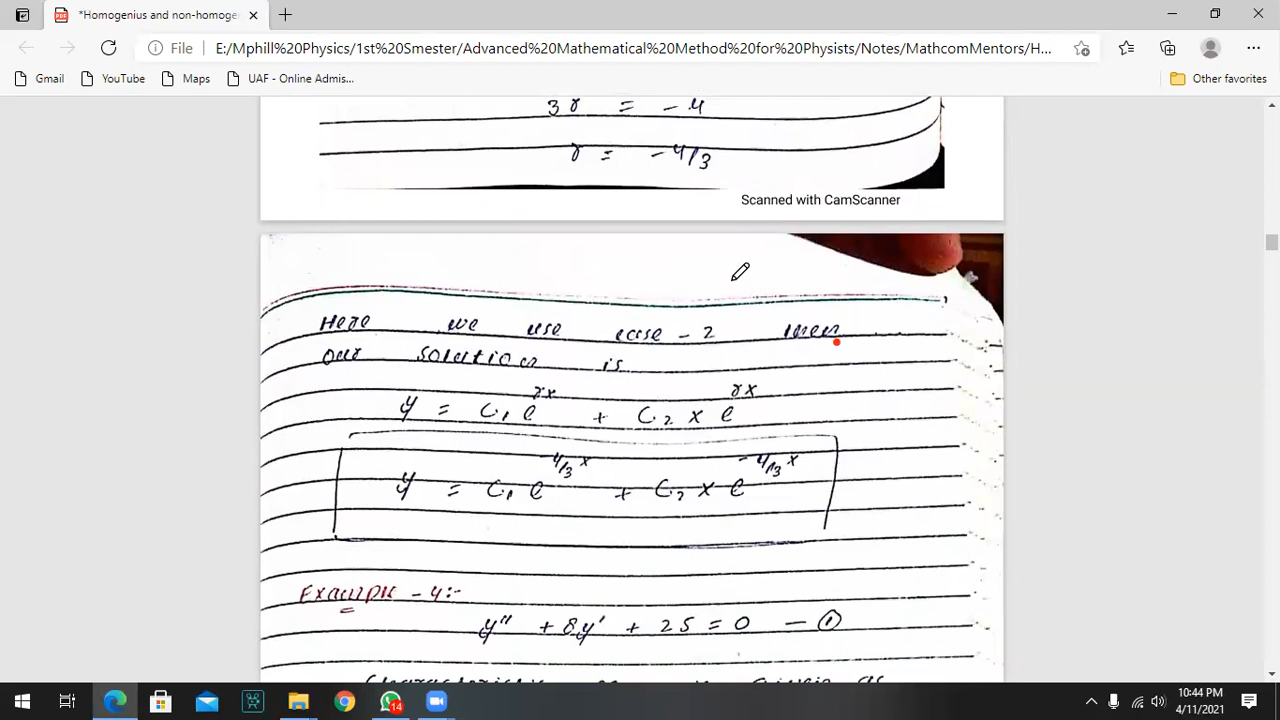 *Homogenius and non-homogene
File
E:/Mphill%20Physics/1st%20Smester/Advanced%20Mathematical%20Method%20for%20Physists/Notes/MathcomMentors/H...
Gmail
YouTube
Maps
UAF - Online Admis...
Other favorites
3r = -4
r = -4/3
Scanned with CamScanner
Here we use case - 2 then
our solution is
y = C₁ e^rx + C₂ x e^rx
y = C₁ e^-4/3 x + C₂ x e^-4/3 x
Example - 4:-
y" + 8y' + 25 = 0 — ①
14
10:44 PM
4/11/2021